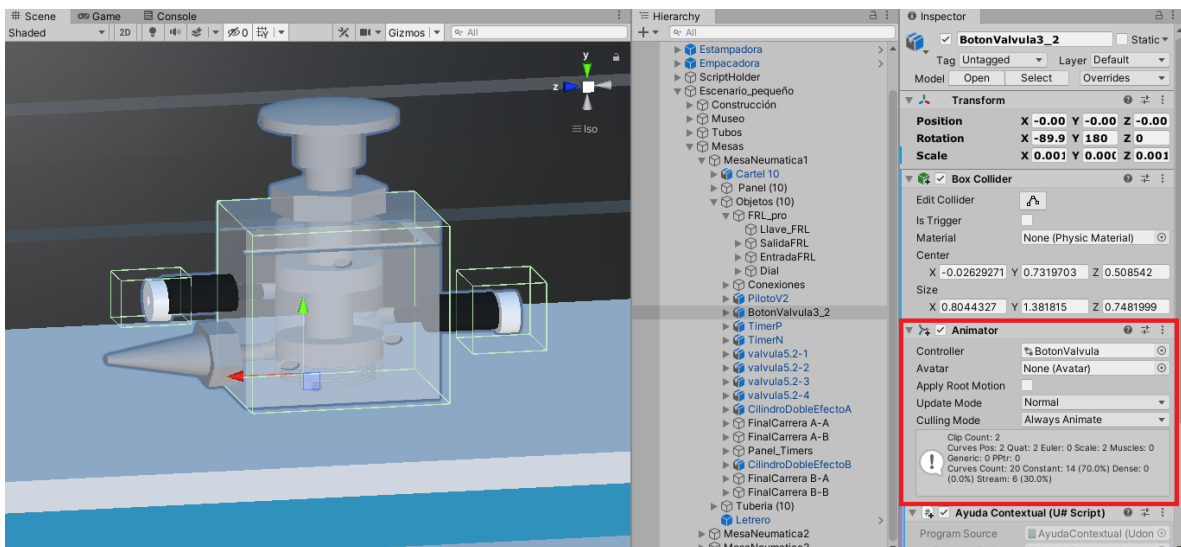 Scene Game Console
Shaded 2D 0 Gizmos All
y
z
Iso
Hierarchy
All
Estampadora
Empacadora
ScriptHolder
Escenario_pequeño
Construcción
Museo
Tubos
Mesas
MesaNeumatica1
Cartel 10
Panel (10)
Objetos (10)
FRL_pro
Llave_FRL
SalidaFRL
EntradaFRL
Dial
Conexiones
PilotoV2
BotonValvula3_2
TimerP
TimerN
valvula5.2-1
valvula5.2-2
valvula5.2-3
valvula5.2-4
CilindroDobleEfectoA
FinalCarrera A-A
FinalCarrera A-B
Panel_Timers
CilindroDobleEfectoB
FinalCarrera B-A
FinalCarrera B-B
Tuberia (10)
Letrero
MesaNeumatica2
MesaNeumatica3
Inspector
BotonValvula3_2 Static
Tag Untagged Layer Default
Model Open Select Overrides
Transform
Position X -0.00 Y -0.00 Z -0.00
Rotation X -89.9 Y 180 Z 0
Scale X 0.001 Y 0.000 Z 0.001
Box Collider
Edit Collider
Is Trigger
Material None (Physic Material)
Center
X -0.02629271 Y 0.7319703 Z 0.508542
Size
X 0.8044327 Y 1.381815 Z 0.7481999
Animator
Controller BotonValvula
Avatar None (Avatar)
Apply Root Motion
Update Mode Normal
Culling Mode Always Animate
Clip Count: 2
Curves Pos: 2 Quat: 2 Euler: 0 Scale: 2 Muscles: 0
Generic: 0 PPtr: 0
Curves Count: 20 Constant: 14 (70.0%) Dense: 0
(0.0%) Stream: 6 (30.0%)
Ayuda Contextual (U# Script)
Program Source AyudaContextual (Udon